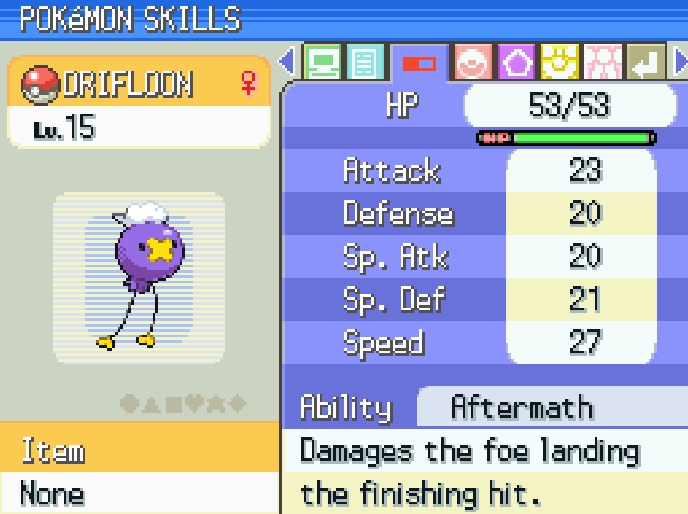 POKéMON SKILLS
DRIFLOON ♀
Lv.15
HP 53/53
HP
Attack 23
Defense 20
Sp. Atk 20
Sp. Def 21
Speed 27
Ability Aftermath
Damages the foe landing
the finishing hit.
Item
None